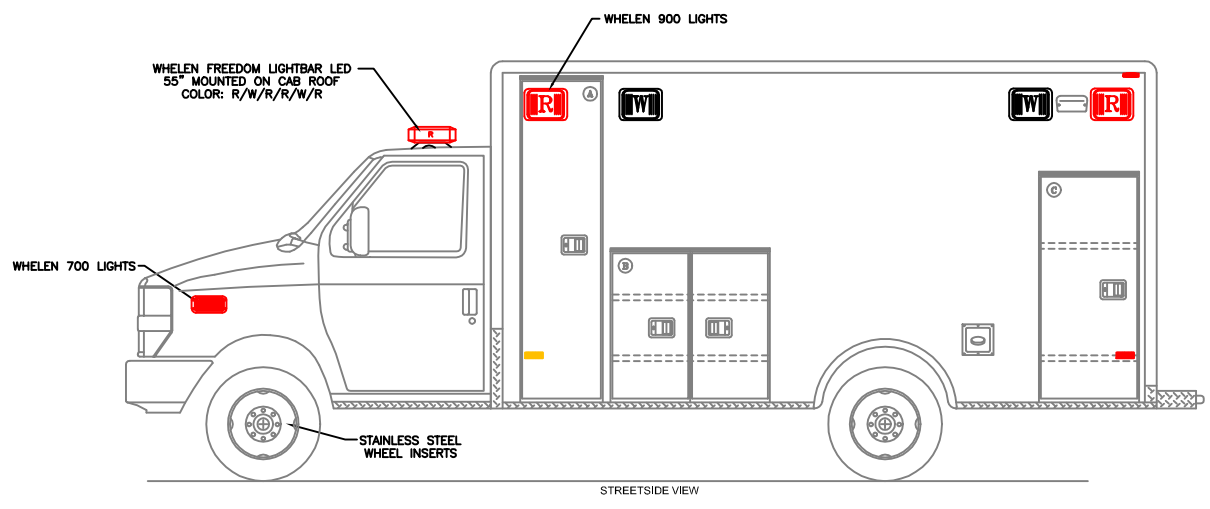 WHELEN 900 LIGHTS
WHELEN FREEDOM LIGHTBAR LED
55" MOUNTED ON CAB ROOF
COLOR: R/W/R/R/W/R
R
R
A
W
W
R
C
B
WHELEN 700 LIGHTS
STAINLESS STEEL
WHEEL INSERTS
STREETSIDE VIEW